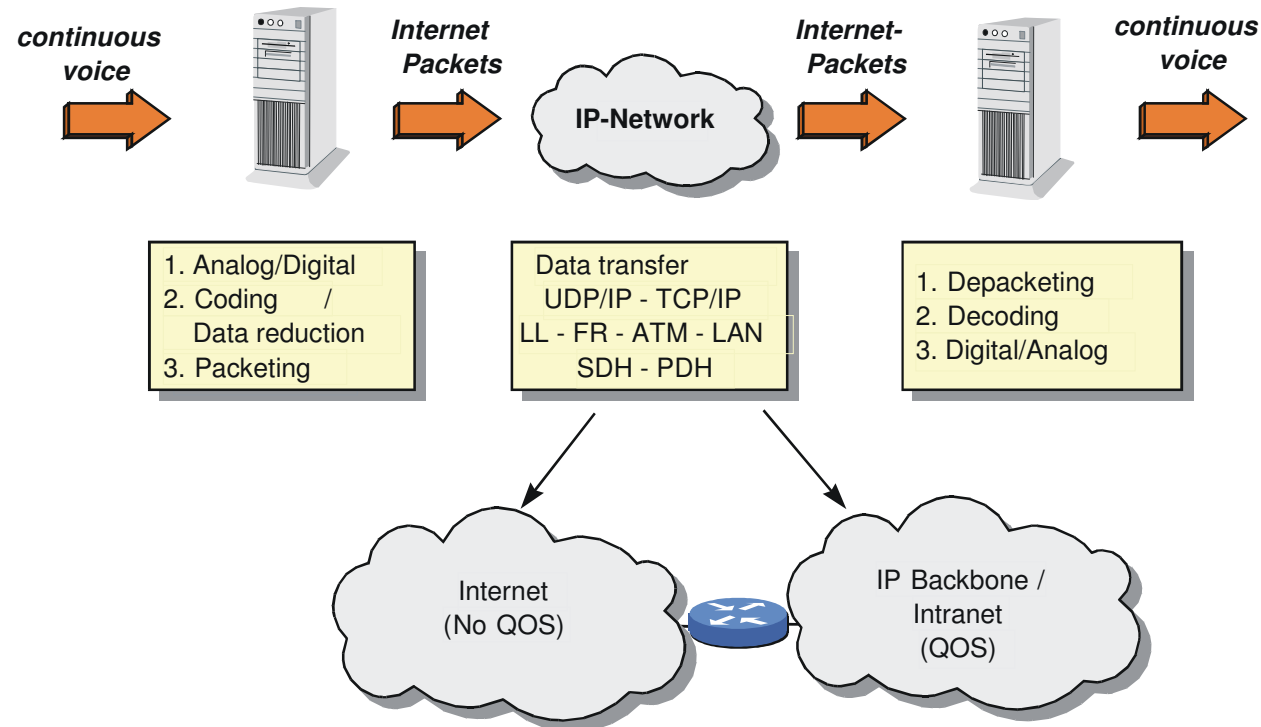 continuous
voice
Internet
Packets
IP-Network
Internet-
Packets
continuous
voice
1. Analog/Digital
2. Coding /
Data reduction
3. Packeting
Data transfer
UDP/IP - TCP/IP
LL - FR - ATM - LAN
SDH - PDH
1. Depacketing
2. Decoding
3. Digital/Analog
Internet
(No QOS)
IP Backbone /
Intranet
(QOS)